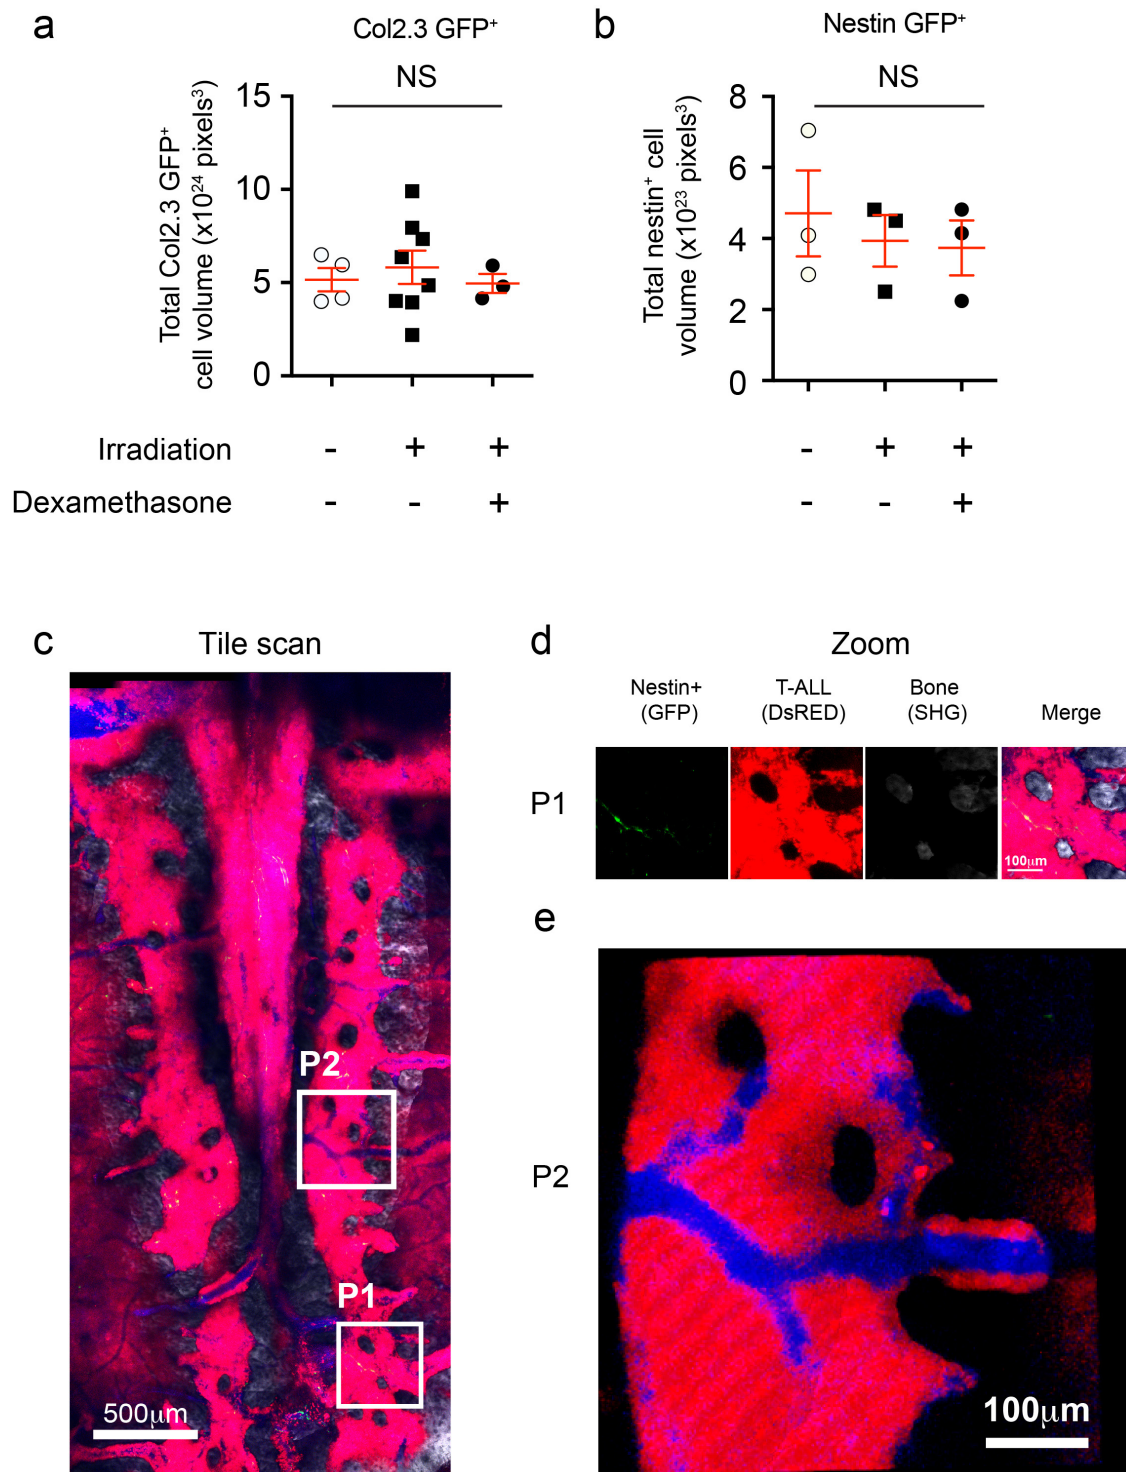 a
Col2.3 GFP⁺
NS
Total Col2.3 GFP⁺
cell volume (x10²⁴ pixels³)
15
10
5
0
b
Nestin GFP⁺
NS
Total nestin⁺ cell
volume (x10²³ pixels³)
8
6
4
2
0
Irradiation - + + - + +
Dexamethasone - - + - - +
c
Tile scan
P2
P1
500μm
d
Zoom
Nestin+
(GFP)
T-ALL
(DsRED)
Bone
(SHG)
Merge
P1
100μm
e
P2
100μm